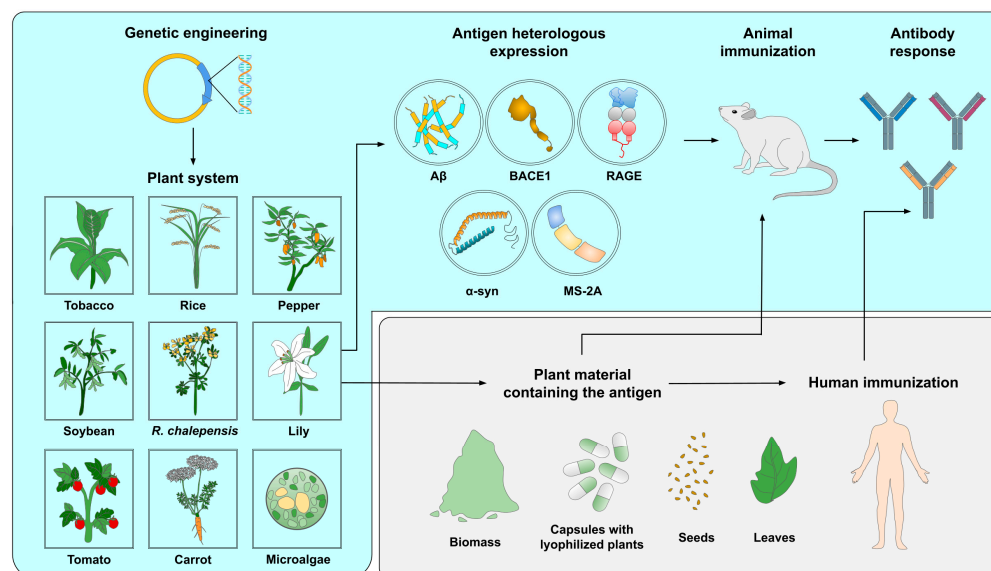 Genetic engineering
Plant system
Tobacco
Rice
Pepper
Soybean
R. chalepensis
Lily
Tomato
Carrot
Microalgae
Antigen heterologous
expression
Aβ
BACE1
RAGE
α-syn
MS-2A
Animal
immunization
Antibody
response
Plant material
containing the antigen
Human immunization
Biomass
Capsules with
lyophilized plants
Seeds
Leaves